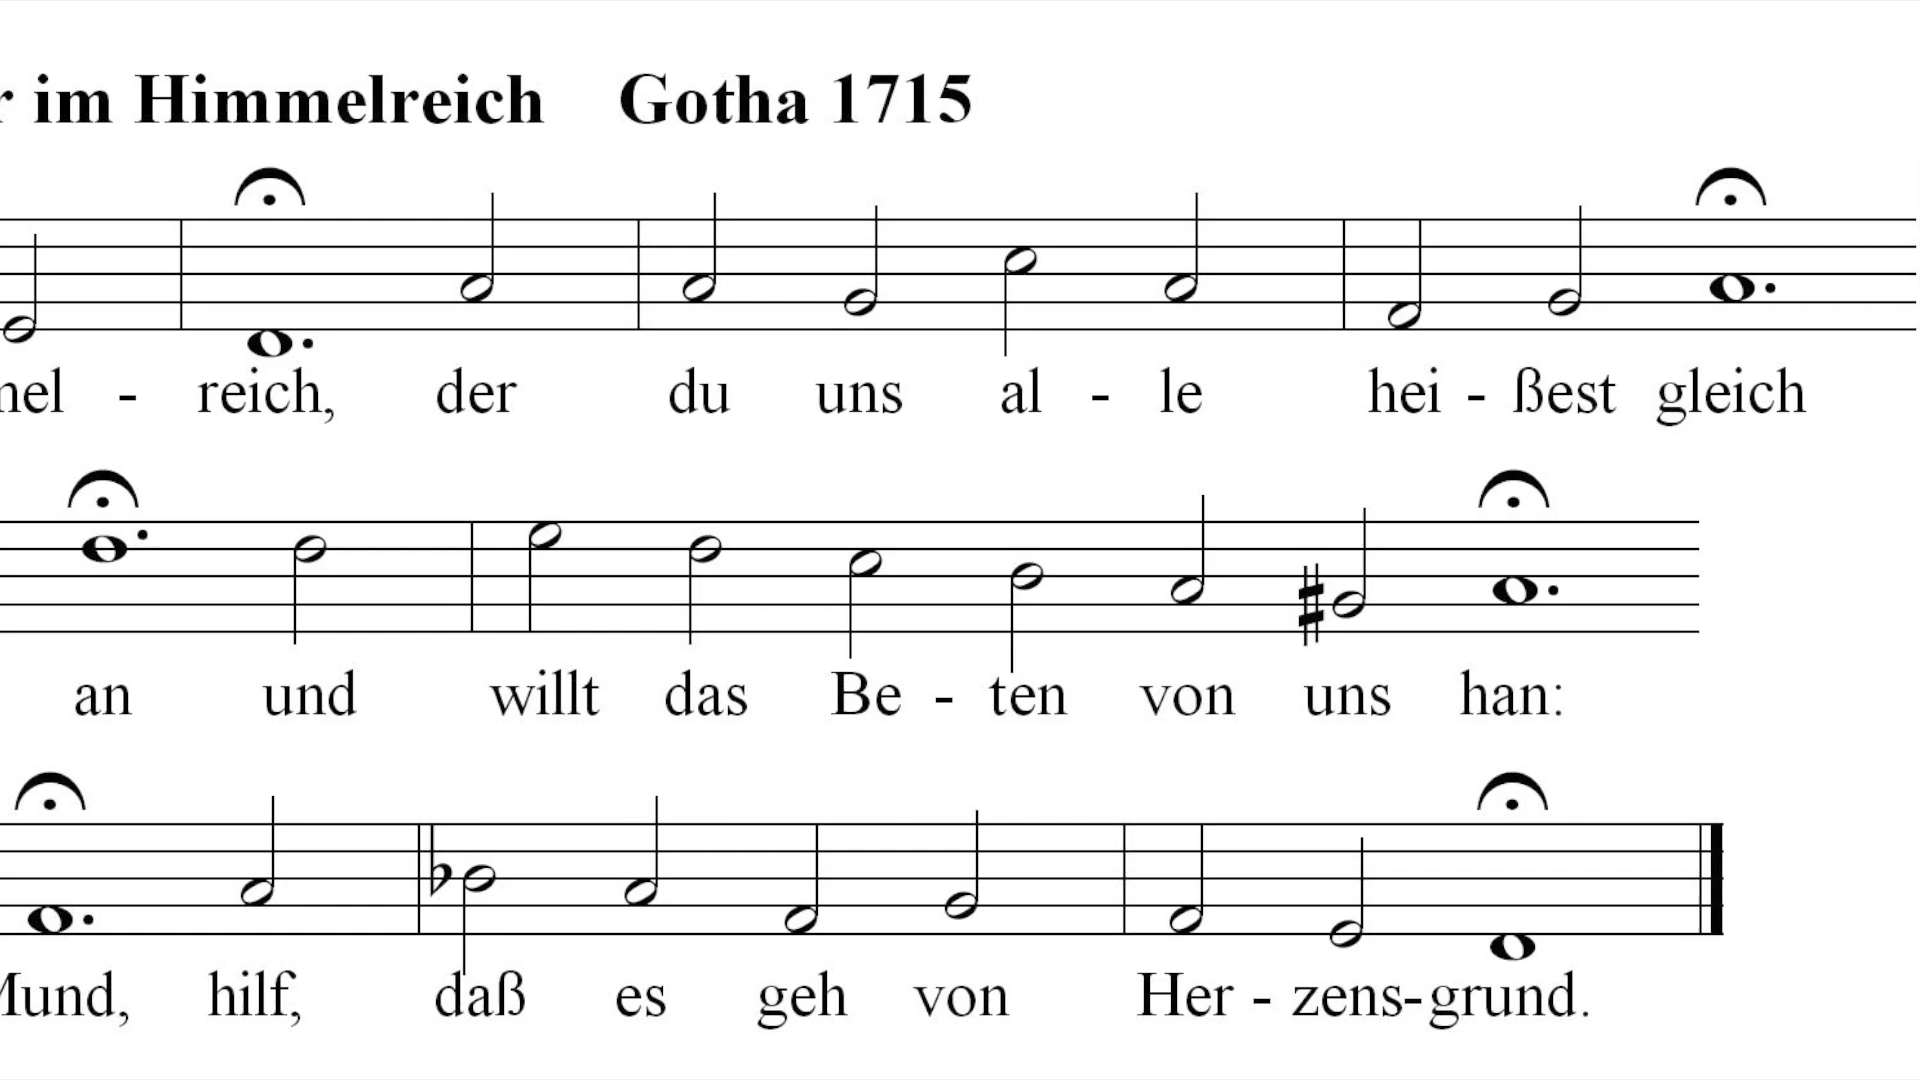 r im Himmelreich Gotha 1715
mel - reich, der du uns al - le hei - ßest gleich
an und willt das Be - ten von uns han:
Mund, hilf, daß es geh von Her - zens-grund.